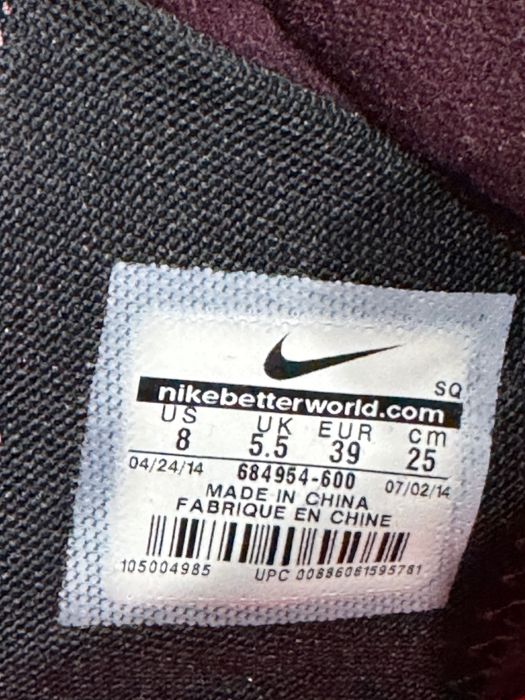 SQ
nikebetterworld.com
US UK EUR cm
8 5.5 39 25
04/24/14 684954-600 07/02/14
MADE IN CHINA
FABRIQUE EN CHINE
105004985 UPC 00886061595781